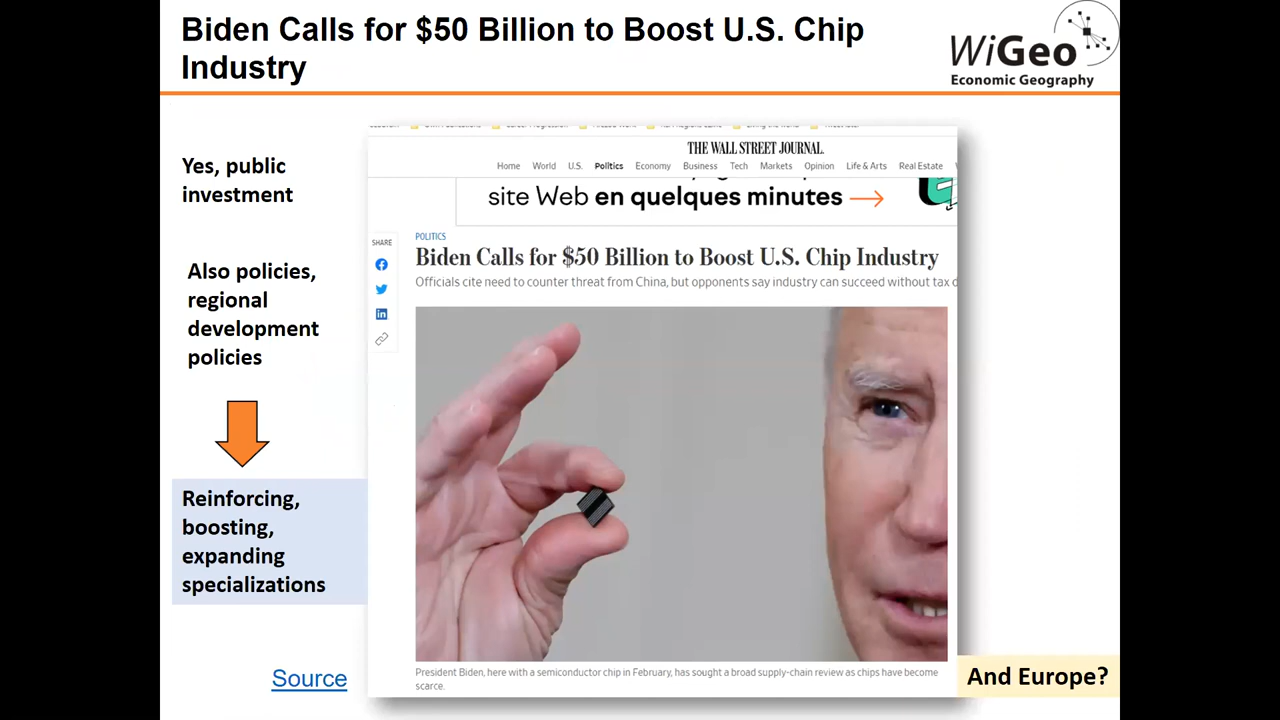 Biden Calls for $50 Billion to Boost U.S. Chip
Industry
WiGeo
Economic Geography
Yes, public
investment
Also policies,
regional
development
policies
Reinforcing,
boosting,
expanding
specializations
Source
THE WALL STREET JOURNAL.
Home World U.S. Politics Economy Business Tech Markets Opinion Life & Arts Real Estate
site Web en quelques minutes →
SHARE
POLITICS
Biden Calls for $50 Billion to Boost U.S. Chip Industry
Officials cite need to counter threat from China, but opponents say industry can succeed without tax
President Biden, here with a semiconductor chip in February, has sought a broad supply-chain review as chips have become
scarce.
And Europe?